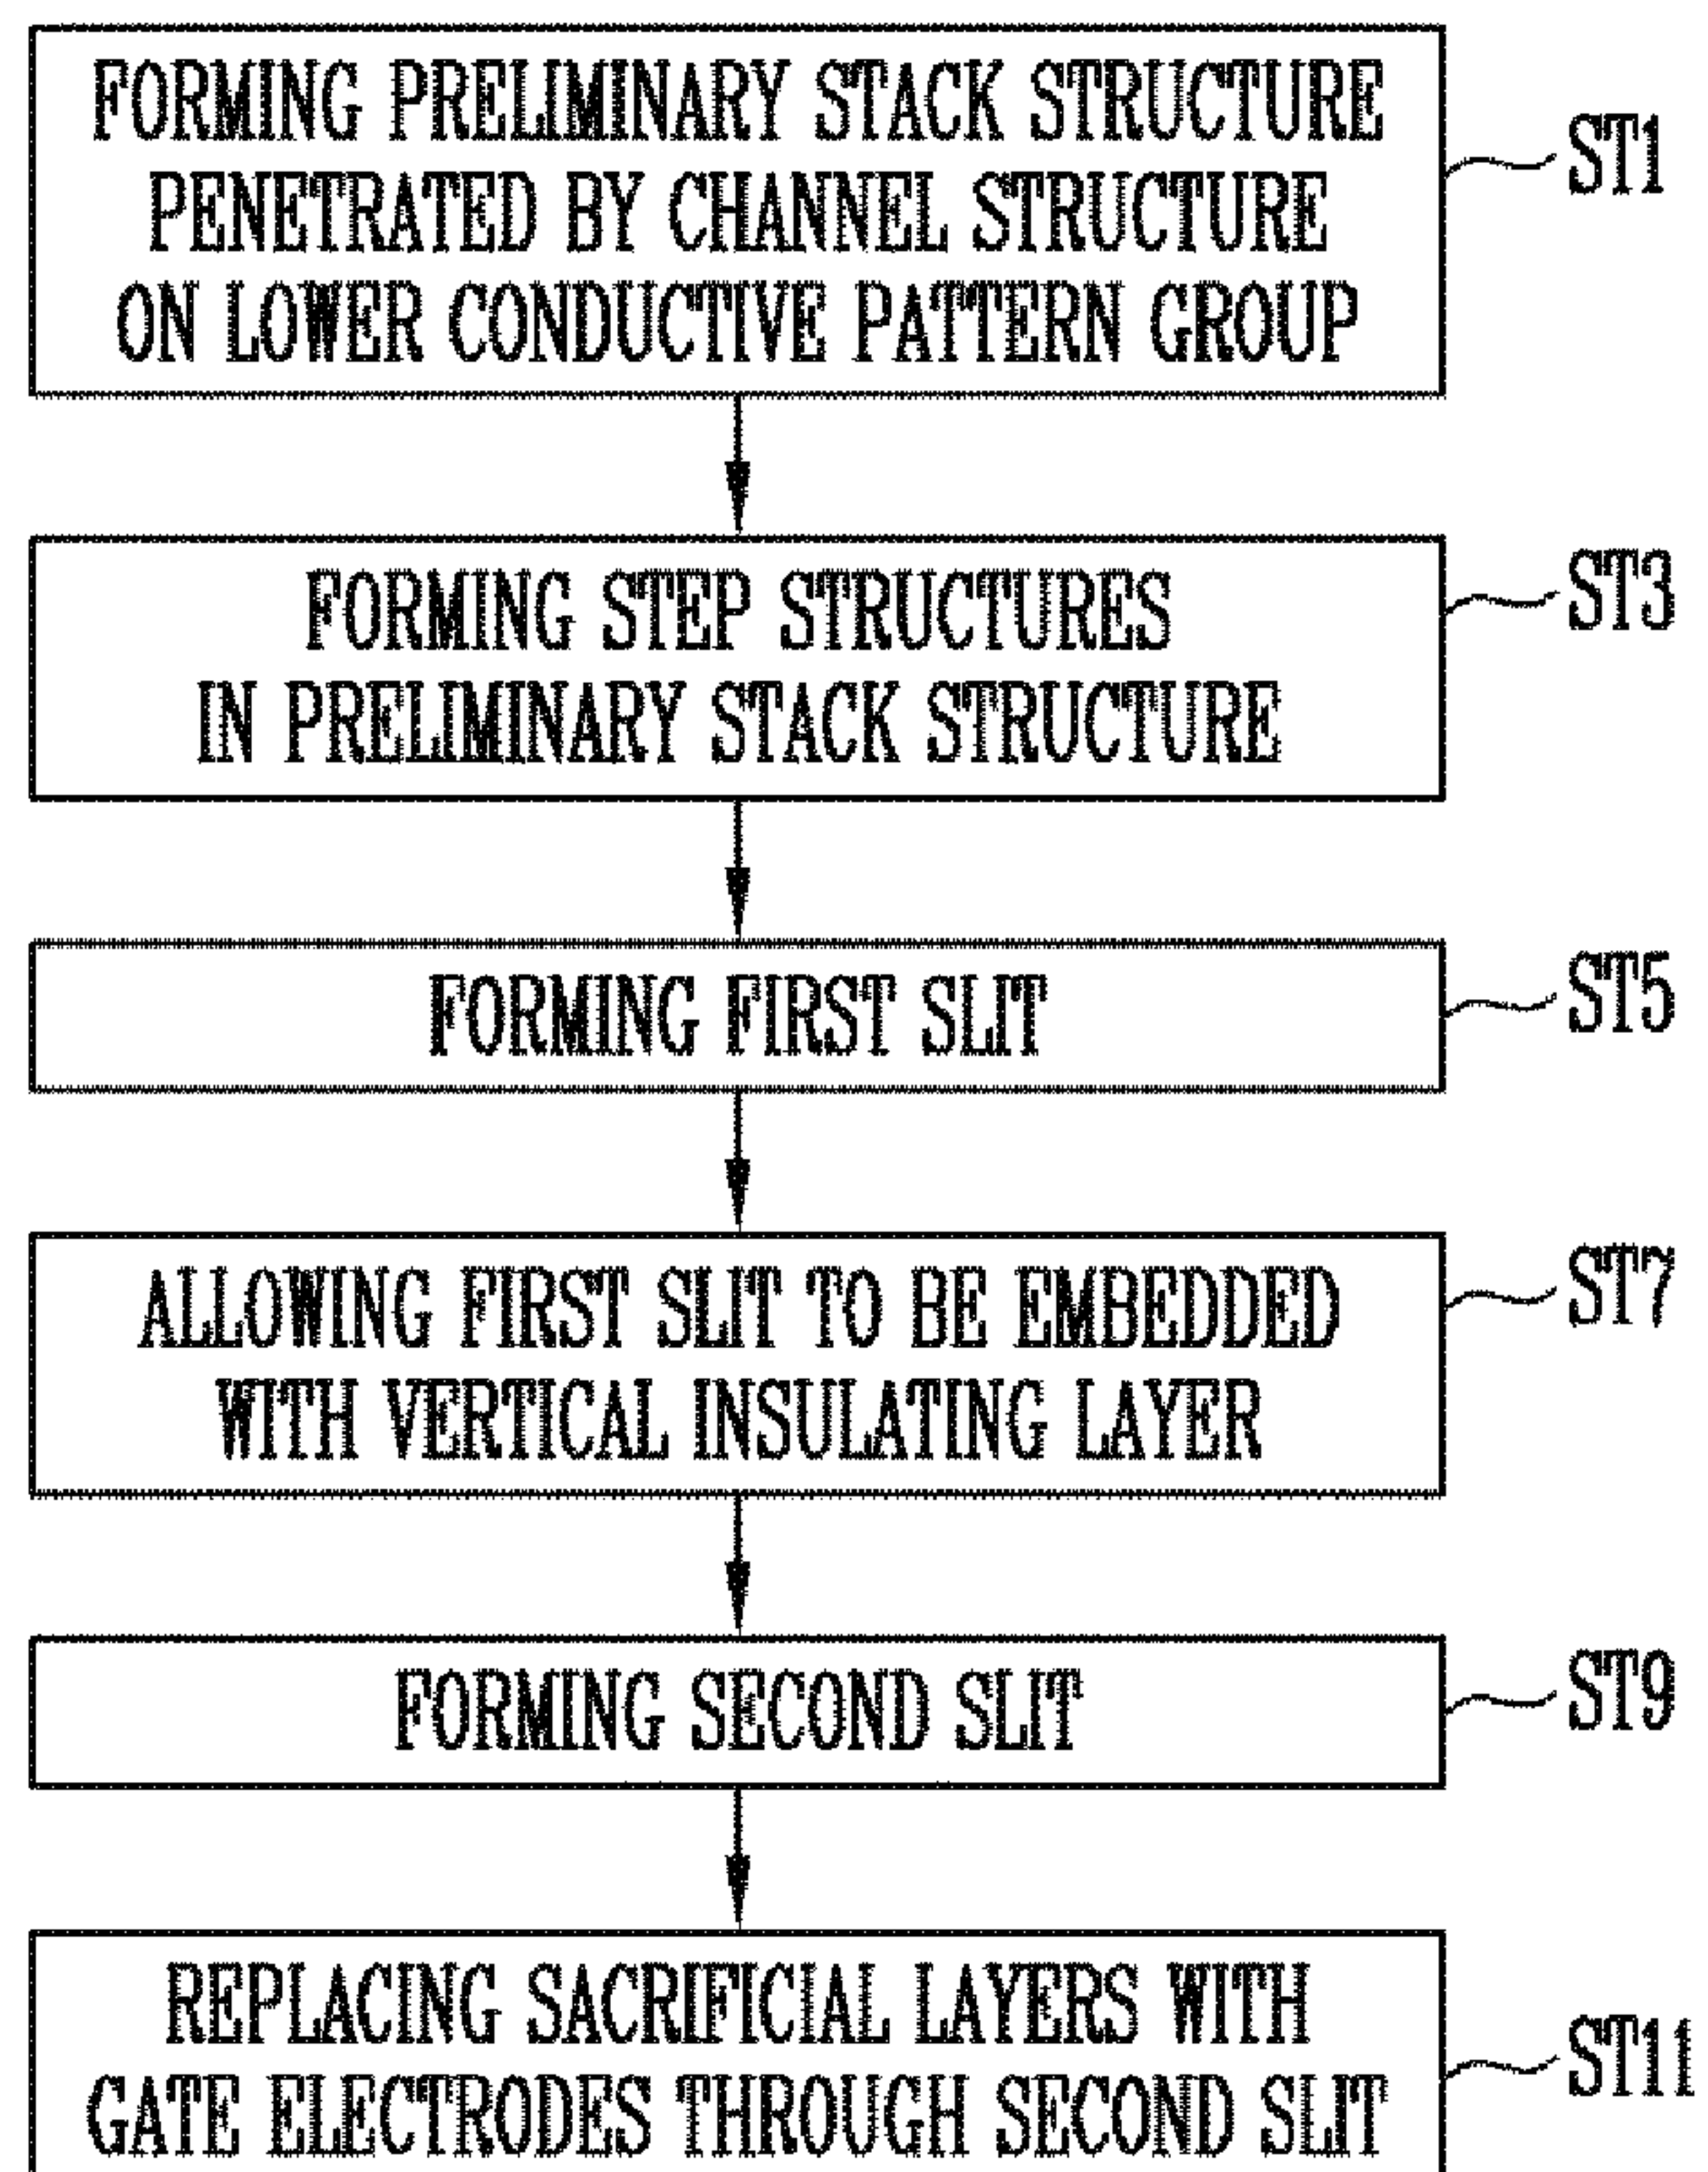 FORMING PRELIMINARY STACK STRUCTURE
PENETRATED BY CHANNEL STRUCTURE
ON LOWER CONDUCTIVE PATTERN GROUP
ST1
FORMING STEP STRUCTURES
IN PRELIMINARY STACK STRUCTURE
ST3
FORMING FIRST SLIT
ST5
ALLOWING FIRST SLIT TO BE EMBEDDED
WITH VERTICAL INSULATING LAYER
ST7
FORMING SECOND SLIT
ST9
REPLACING SACRIFICIAL LAYERS WITH
GATE ELECTRODES THROUGH SECOND SLIT
ST11